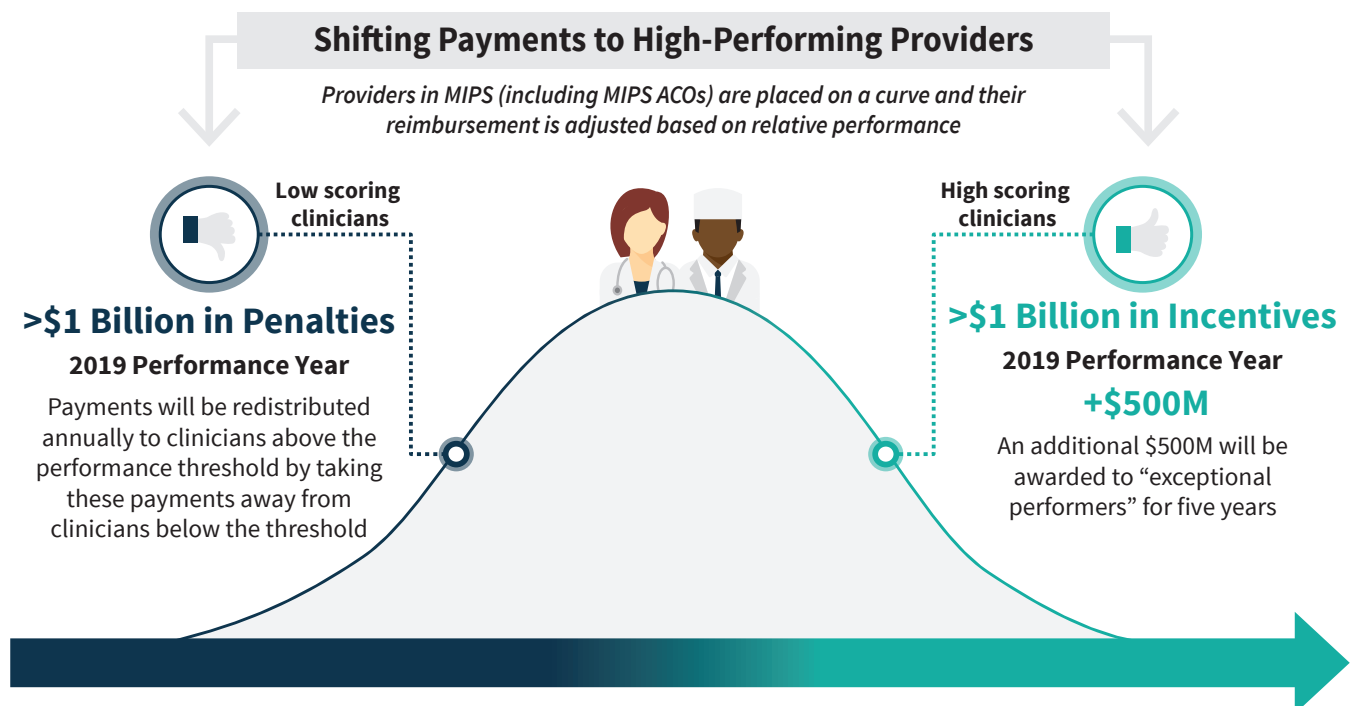 Shifting Payments to High-Performing Providers
Providers in MIPS (including MIPS ACOs) are placed on a curve and their
reimbursement is adjusted based on relative performance
Low scoring
clinicians
>$1 Billion in Penalties
2019 Performance Year
Payments will be redistributed
annually to clinicians above the
performance threshold by taking
these payments away from
clinicians below the threshold
High scoring
clinicians
>$1 Billion in Incentives
2019 Performance Year
+$500M
An additional $500M will be
awarded to “exceptional
performers” for five years